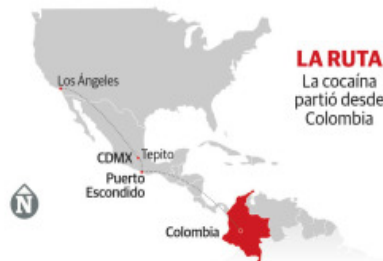 LA RUTA
La cocaína
partió desde
Colombia
Los Ángeles
CDMX Tepito
Puerto
Escondido
N
Colombia